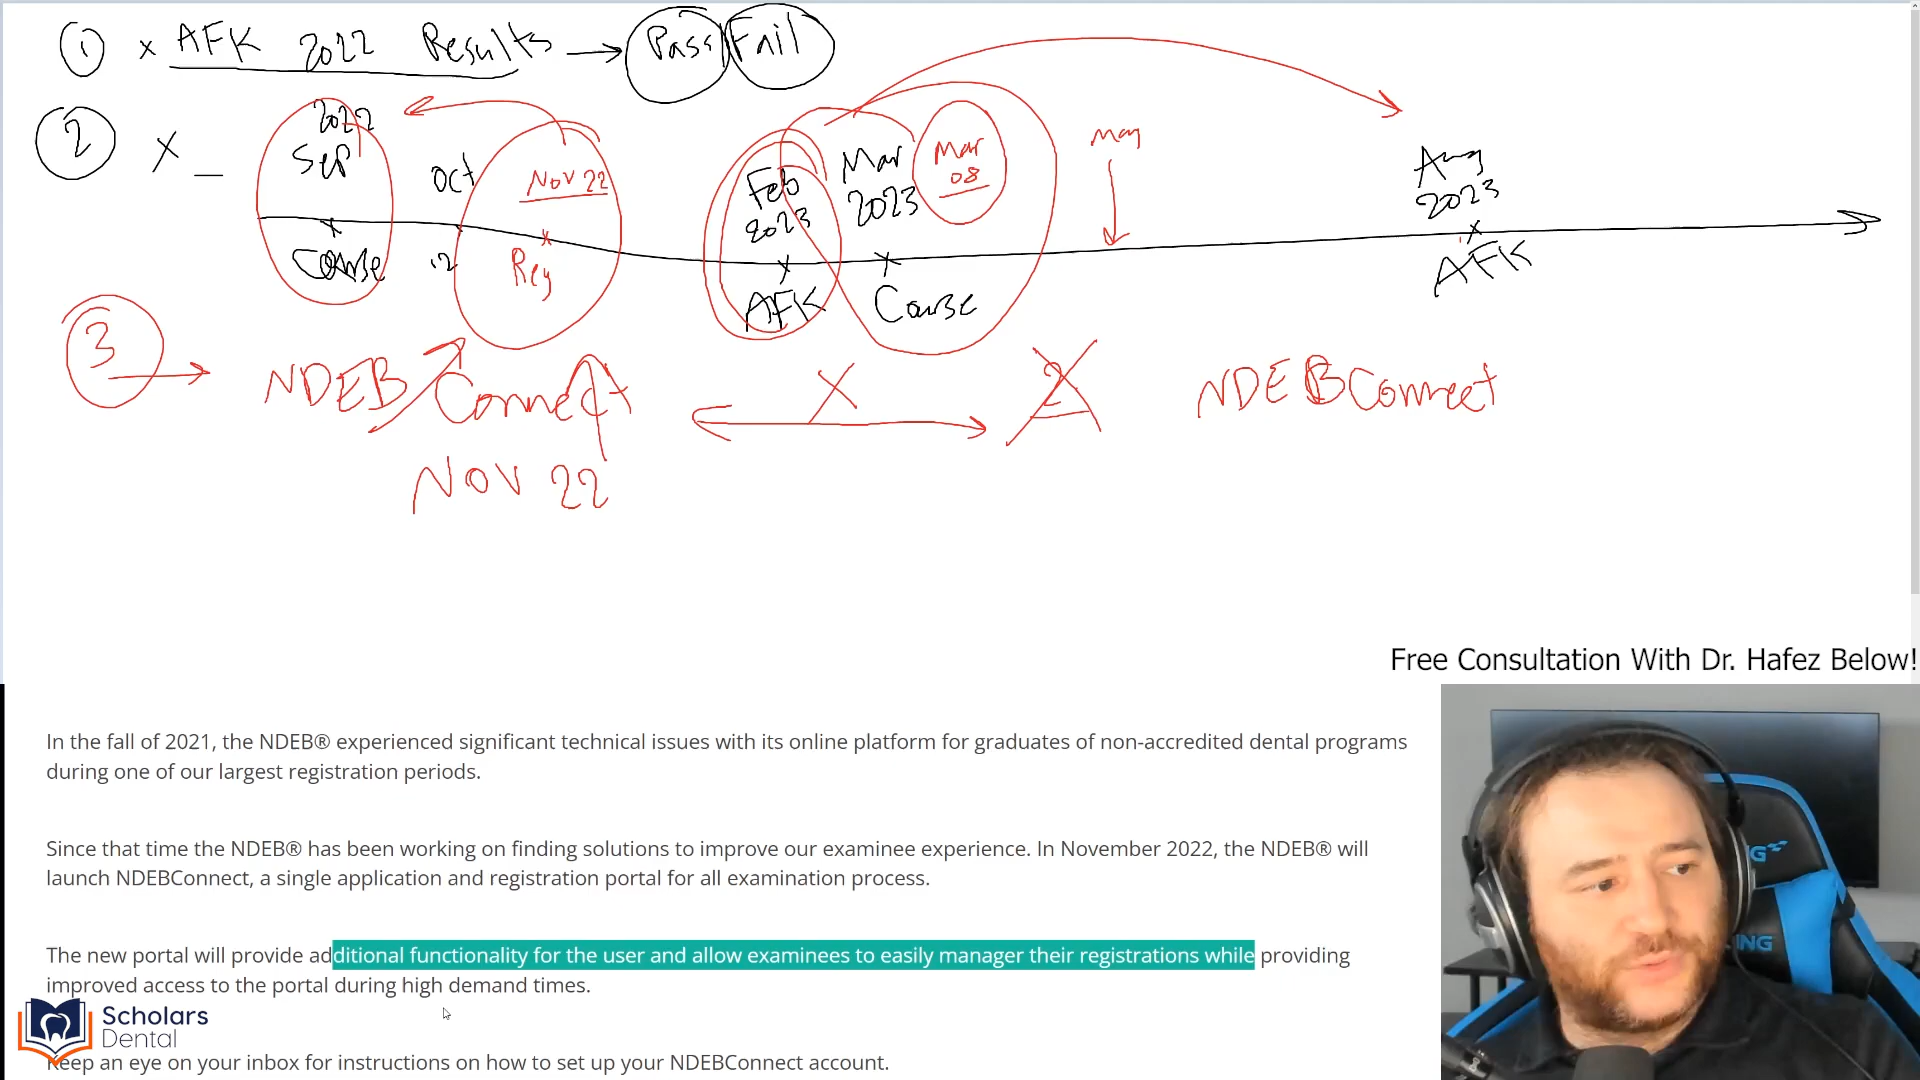 ① x AFK 2022 Results → Pass Fail
② x _
2022
Sep
Oct
Nov 22
Feb
2023
Mar
2023
Mar
08
May
Aug
2023
Course
12
Reg
AFK
Course
AFK
3 → NDEB Connect
X
2
NDEBConnect
NOV 22
Free Consultation With Dr. Hafez Below!
In the fall of 2021, the NDEB® experienced significant technical issues with its online platform for graduates of non-accredited dental programs
during one of our largest registration periods.
Since that time the NDEB® has been working on finding solutions to improve our examinee experience. In November 2022, the NDEB® will
launch NDEBConnect, a single application and registration portal for all examination process.
The new portal will provide additional functionality for the user and allow examinees to easily manager their registrations while providing
improved access to the portal during high demand times.
Scholars
Dental
Keep an eye on your inbox for instructions on how to set up your NDEBConnect account.
NG
ING